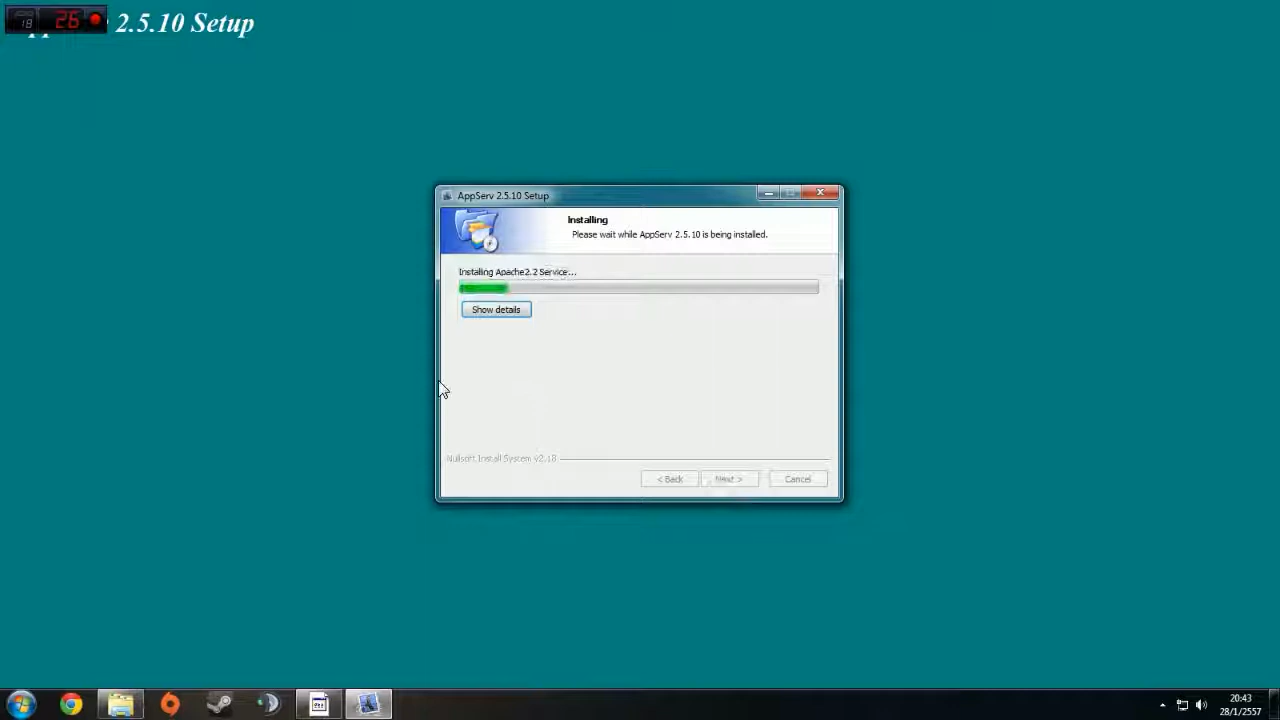 18 26
2.5.10 Setup
AppServ 2.5.10 Setup
Installing
Please wait while AppServ 2.5.10 is being installed.
Installing Apache2.2 Service...
Show details
Nullsoft Install System v2.18
< Back Next > Cancel
20:43
28/1/2557